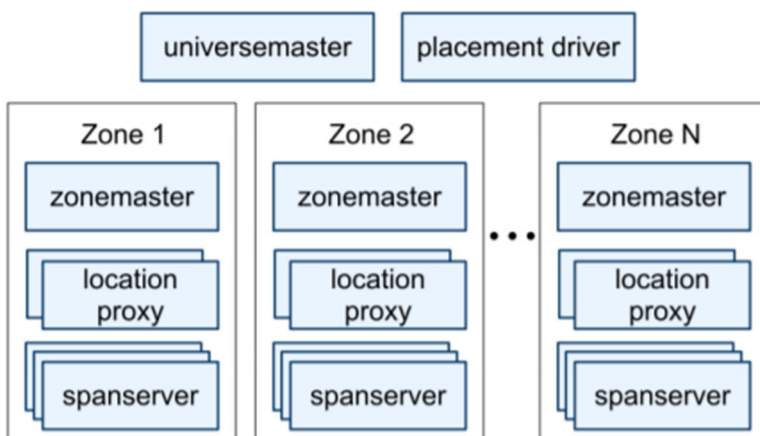 universemaster
placement driver
Zone 1
zonemaster
location
proxy
spanserver
Zone 2
zonemaster
location
proxy
spanserver
Zone N
zonemaster
location
proxy
spanserver